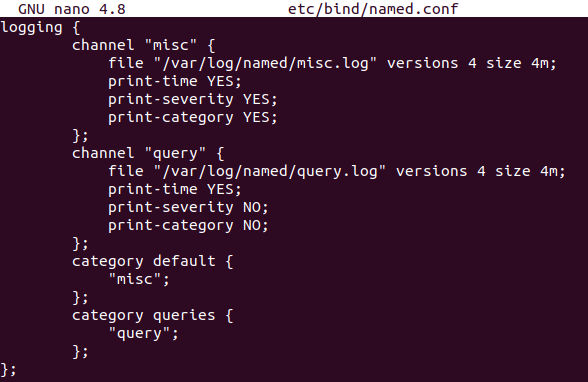 GNU nano 4.8 etc/bind/named.conf
logging {
channel "misc" {
file "/var/log/named/misc.log" versions 4 size 4m;
print-time YES;
print-severity YES;
print-category YES;
};
channel "query" {
file "/var/log/named/query.log" versions 4 size 4m;
print-time YES;
print-severity NO;
print-category NO;
};
category default {
"misc";
};
category queries {
"query";
};
};